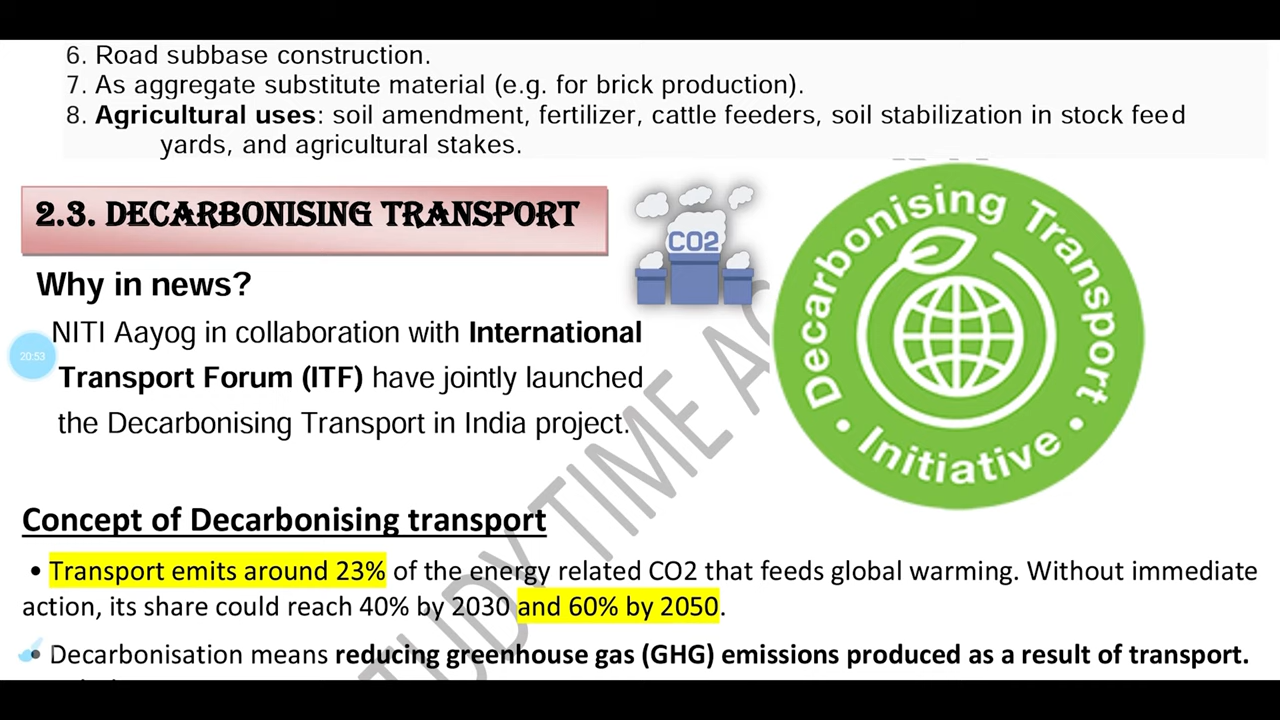 6. Road subbase construction.
7. As aggregate substitute material (e.g. for brick production).
8. Agricultural uses: soil amendment, fertilizer, cattle feeders, soil stabilization in stock feed
yards, and agricultural stakes.
2.3. DECARBONISING TRANSPORT
CO2
Decarbonising Transport
• Initiative •
Why in news?
NITI Aayog in collaboration with International
20:53
Transport Forum (ITF) have jointly launched
the Decarbonising Transport in India project.
Concept of Decarbonising transport
• Transport emits around 23% of the energy related CO2 that feeds global warming. Without immediate
action, its share could reach 40% by 2030 and 60% by 2050.
• Decarbonisation means reducing greenhouse gas (GHG) emissions produced as a result of transport.
STUDY TIME